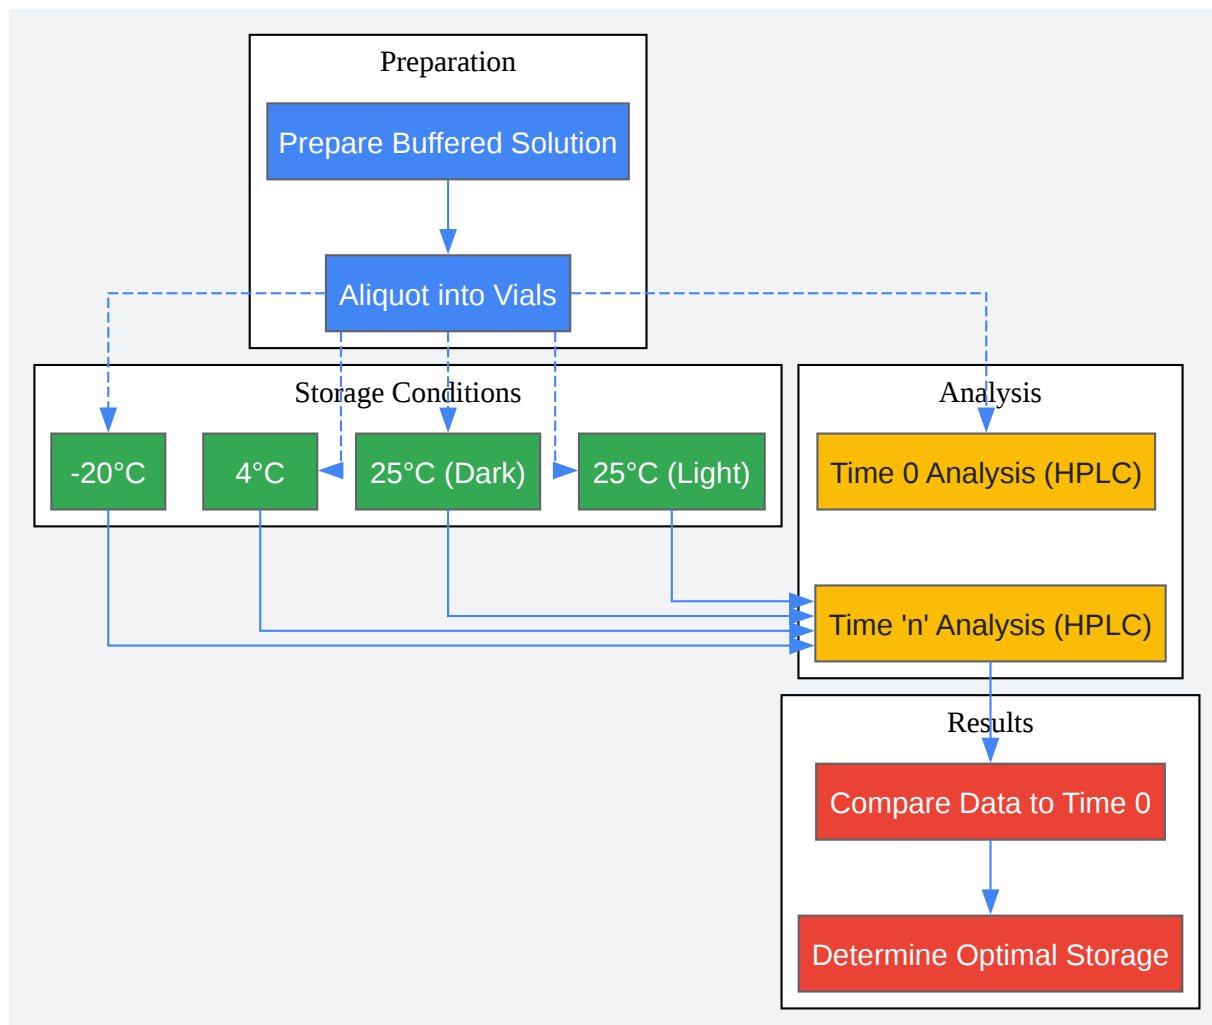 Preparation
Prepare Buffered Solution
Aliquot into Vials
Storage Conditions
-20°C
4°C
25°C (Dark)
25°C (Light)
Analysis
Time 0 Analysis (HPLC)
Time 'n' Analysis (HPLC)
Results
Compare Data to Time 0
Determine Optimal Storage